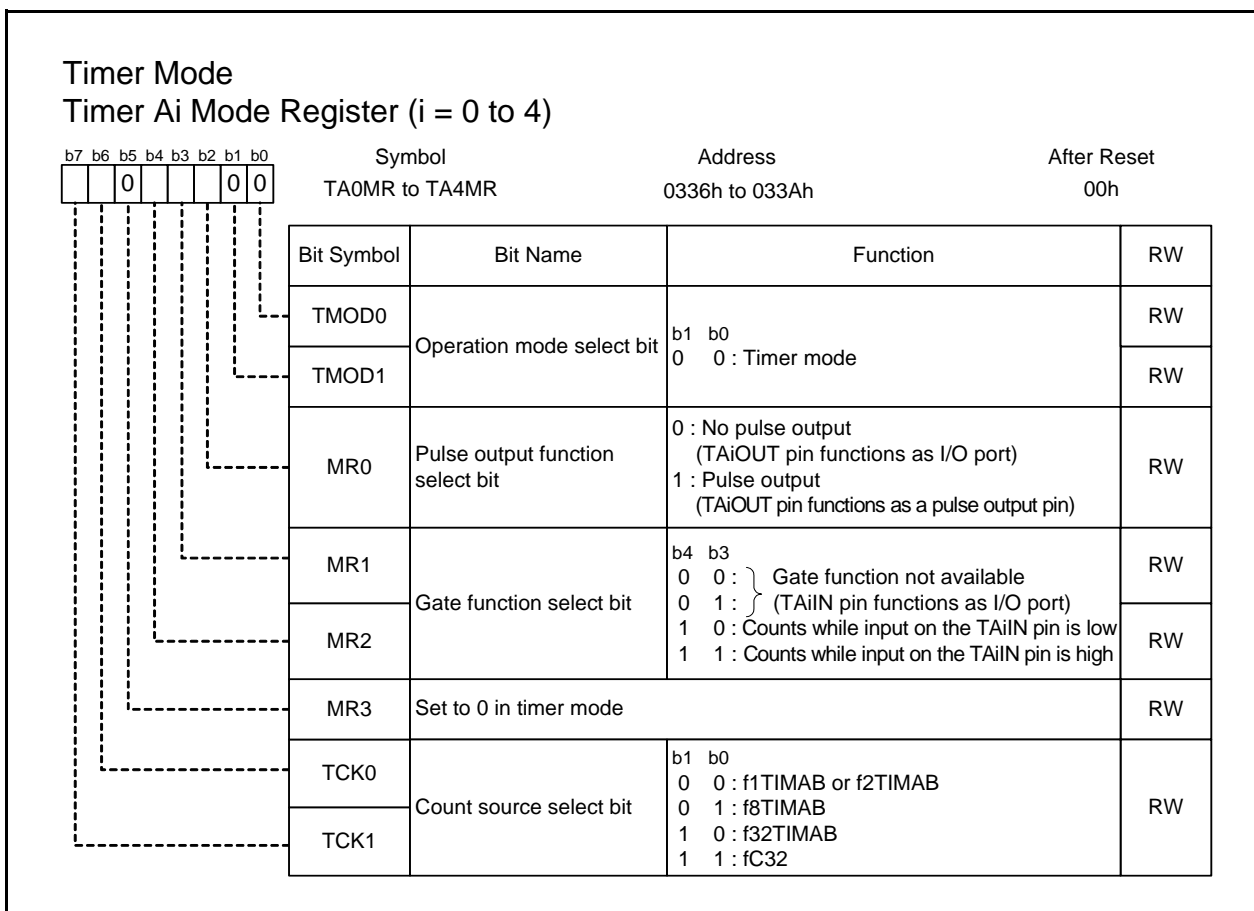 Timer Mode
Timer Ai Mode Register (i = 0 to 4)
b7 b6 b5 b4 b3 b2 b1 b0
0 0 0
Symbol Address After Reset
TA0MR to TA4MR 0336h to 033Ah 00h
Bit Symbol Bit Name Function RW
TMOD0 RW
Operation mode select bit
b1 b0
0 0 : Timer mode
TMOD1 RW
MR0
Pulse output function
select bit
0 : No pulse output
(TAiOUT pin functions as I/O port)
1 : Pulse output
(TAiOUT pin functions as a pulse output pin)
RW
MR1 RW
Gate function select bit
b4 b3
0 0 : Gate function not available
0 1 : (TAiIN pin functions as I/O port)
1 0 : Counts while input on the TAiIN pin is low
1 1 : Counts while input on the TAiIN pin is high
MR2 RW
MR3 Set to 0 in timer mode RW
TCK0
Count source select bit
b1 b0
0 0 : f1TIMAB or f2TIMAB
0 1 : f8TIMAB
1 0 : f32TIMAB
1 1 : fC32
RW
TCK1